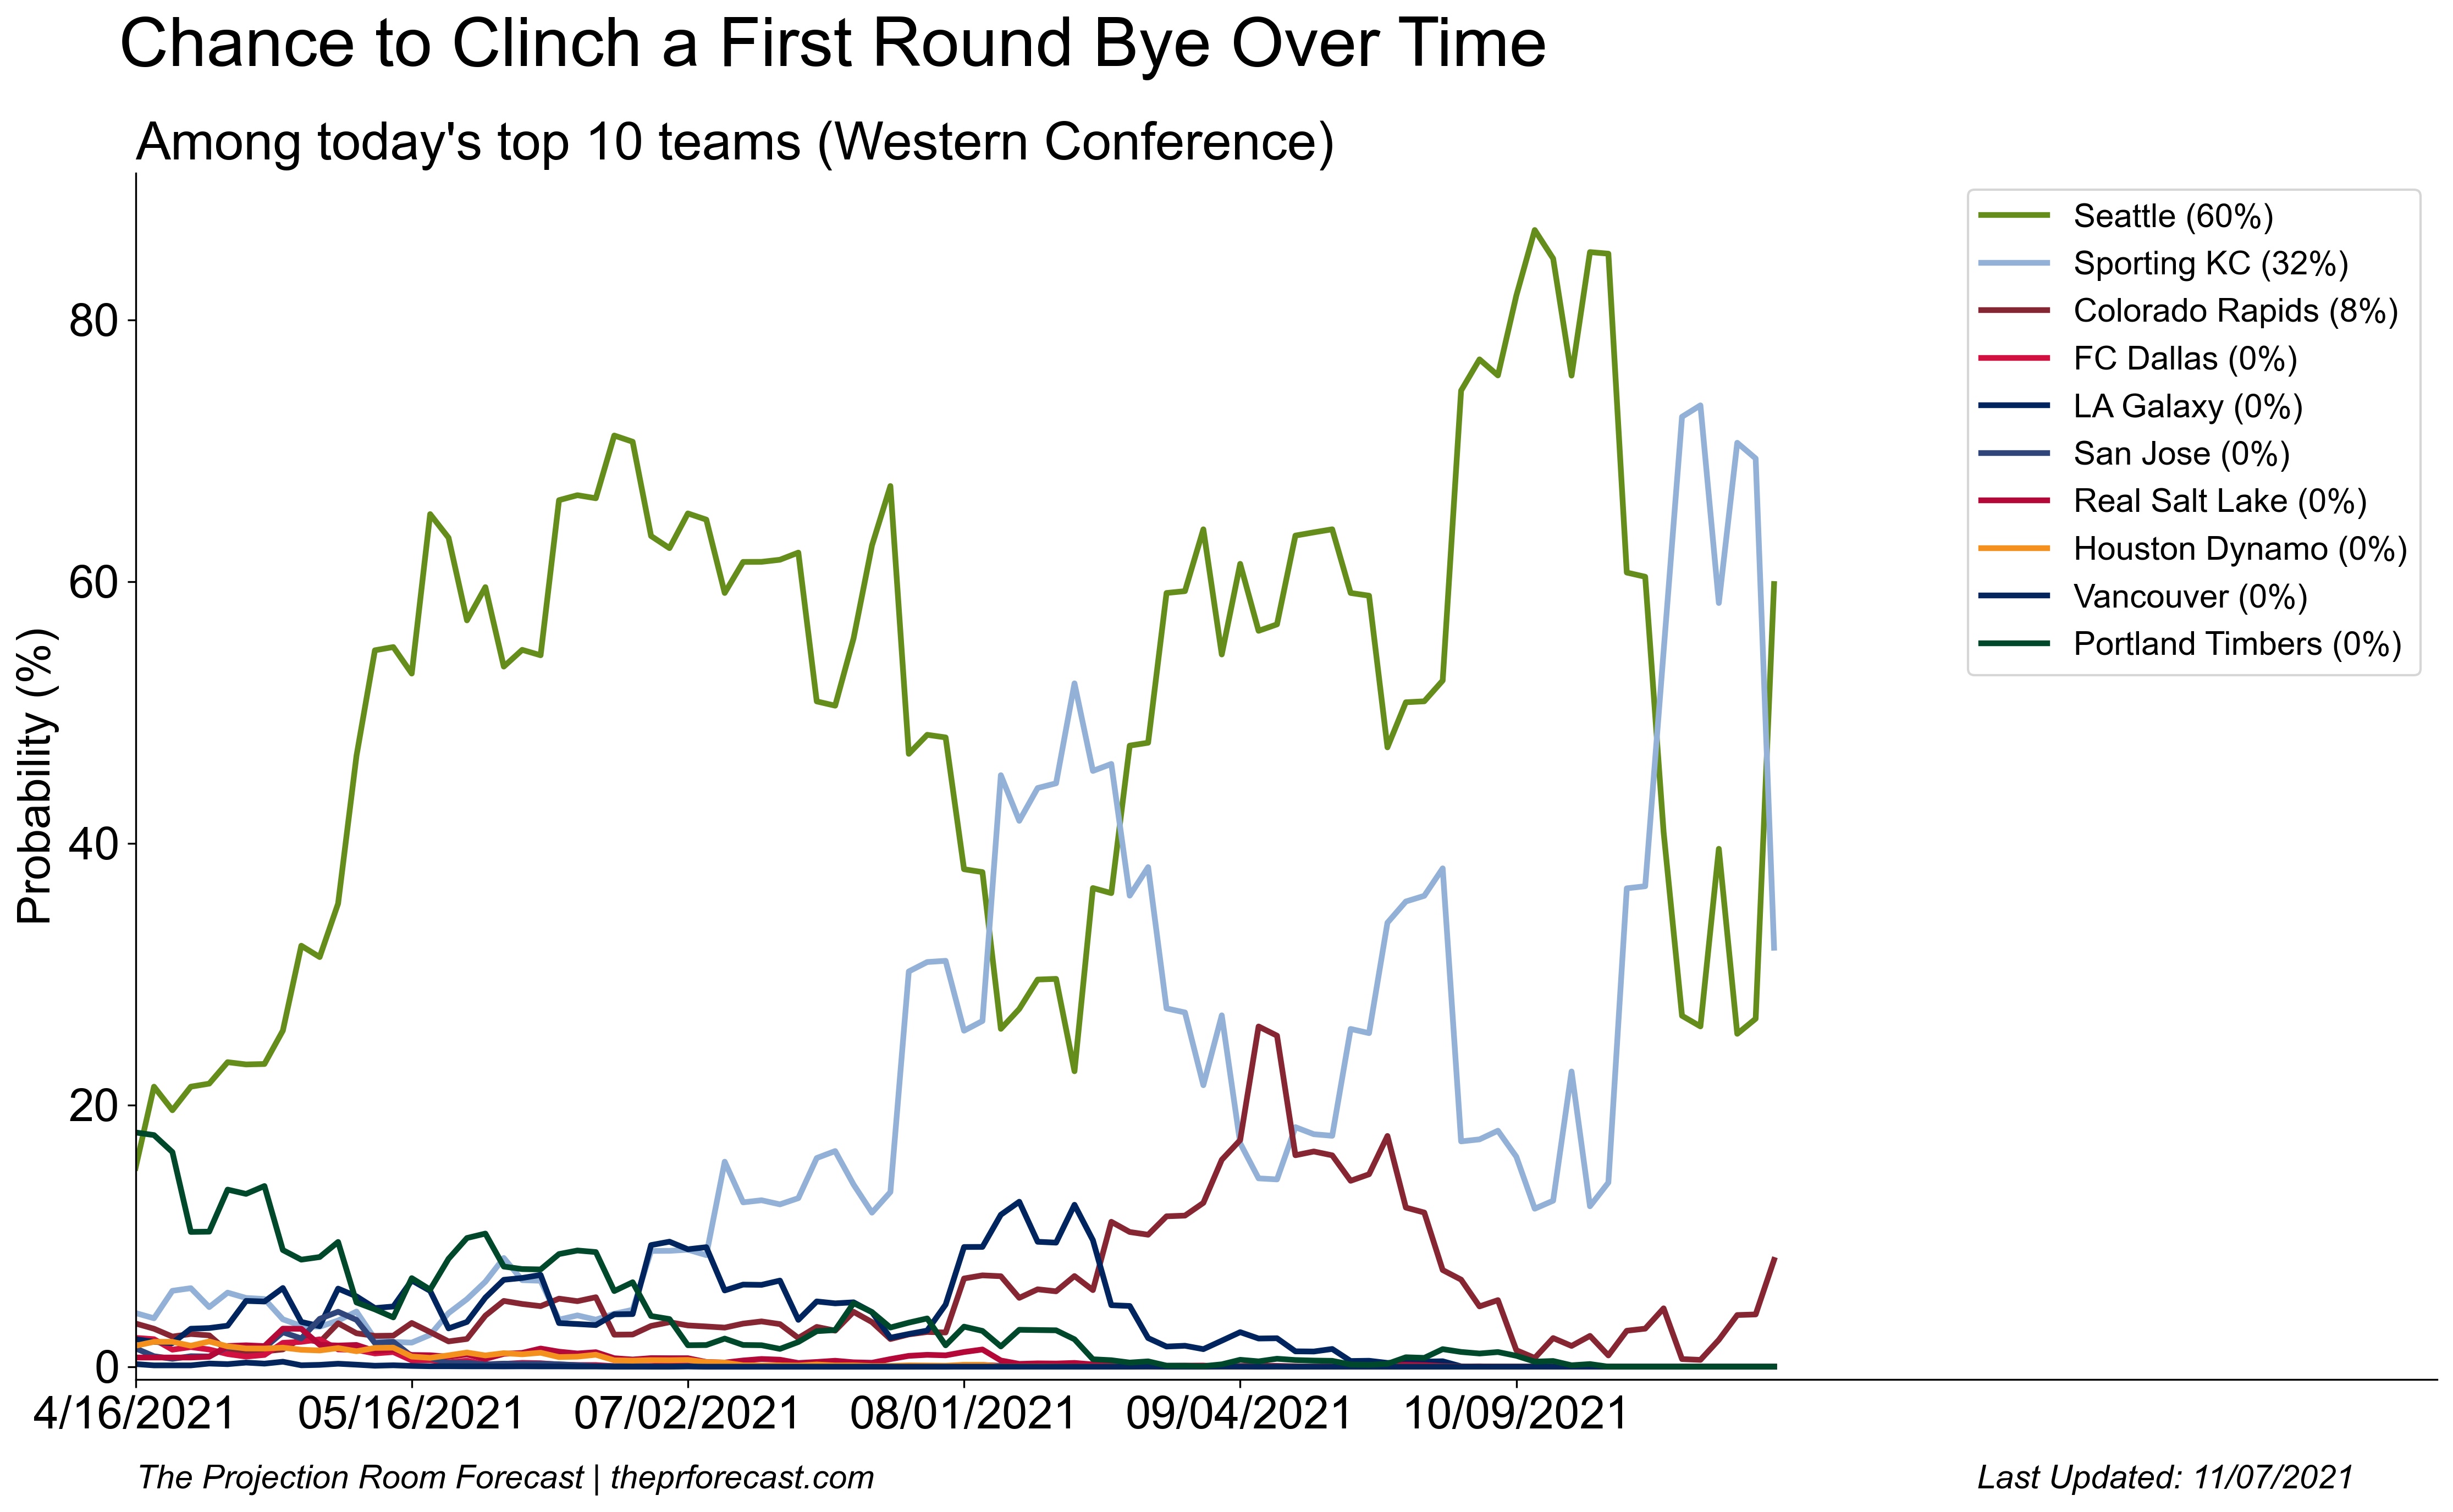 Chance to Clinch a First Round Bye Over Time
Among today's top 10 teams (Western Conference)
Seattle (60%)
Sporting KC (32%)
Colorado Rapids (8%)
FC Dallas (0%)
LA Galaxy (0%)
San Jose (0%)
Real Salt Lake (0%)
Houston Dynamo (0%)
Vancouver (0%)
Portland Timbers (0%)
Probability (%)
80
60
40
20
0
4/16/2021 05/16/2021 07/02/2021 08/01/2021 09/04/2021 10/09/2021
The Projection Room Forecast | theprforecast.com
Last Updated: 11/07/2021